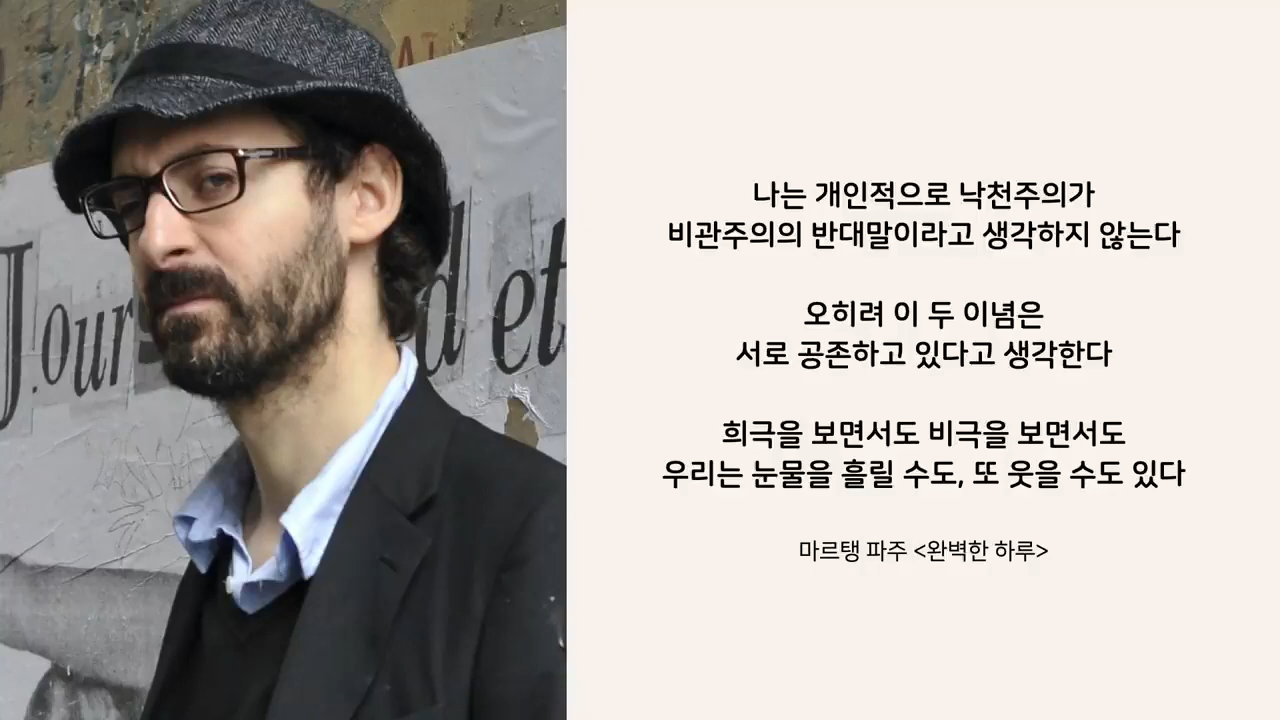 J.our
d et
나는 개인적으로 낙천주의가
비관주의의 반대말이라고 생각하지 않는다
오히려 이 두 이념은
서로 공존하고 있다고 생각한다
희극을 보면서도 비극을 보면서도
우리는 눈물을 흘릴 수도, 또 웃을 수도 있다
마르탱 파주 <완벽한 하루>